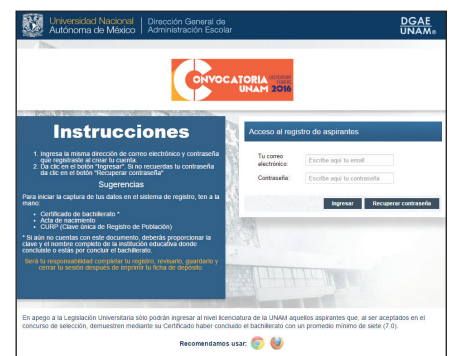 Universidad Nacional
Autónoma de México
Dirección General de
Administración Escolar
DGAE
UNAM
CONVOCATORIA
UNAM 2016
Instrucciones
1. Ingresa la misma dirección de correo electrónico y contraseña
que registraste al crear tu cuenta.
2. Da clic en el botón "Ingresar". Si no recuerdas tu contraseña
da clic en el botón "Recuperar contraseña"
Sugerencias
Para iniciar la captura de tus datos en el sistema de registro, ten a la
mano:
• Certificado de bachillerato *
• Acta de nacimiento
• CURP (Clave Única de Registro de Población)
* Si aún no cuentas con este documento, deberás proporcionar la
clave y el nombre completo de la institución educativa donde
concluiste o estás por concluir el bachillerato.
Será tu responsabilidad completar tu registro, revisarlo, guardarlo y
cerrar tu sesión después de imprimir tu ficha de depósito.
Acceso al registro de aspirantes
Tu correo
electrónico:
Escribe aquí tu email
Contraseña:
Escribe aquí tu contraseña
Ingresar
Recuperar contraseña
En apego a la Legislación Universitaria sólo podrán ingresar al nivel licenciatura de la UNAM aquellos aspirantes que, al ser aceptados en el
concurso de selección, demuestren mediante su Certificado haber concluido el bachillerato con un promedio mínimo de siete (7.0).
Recomendamos usar: